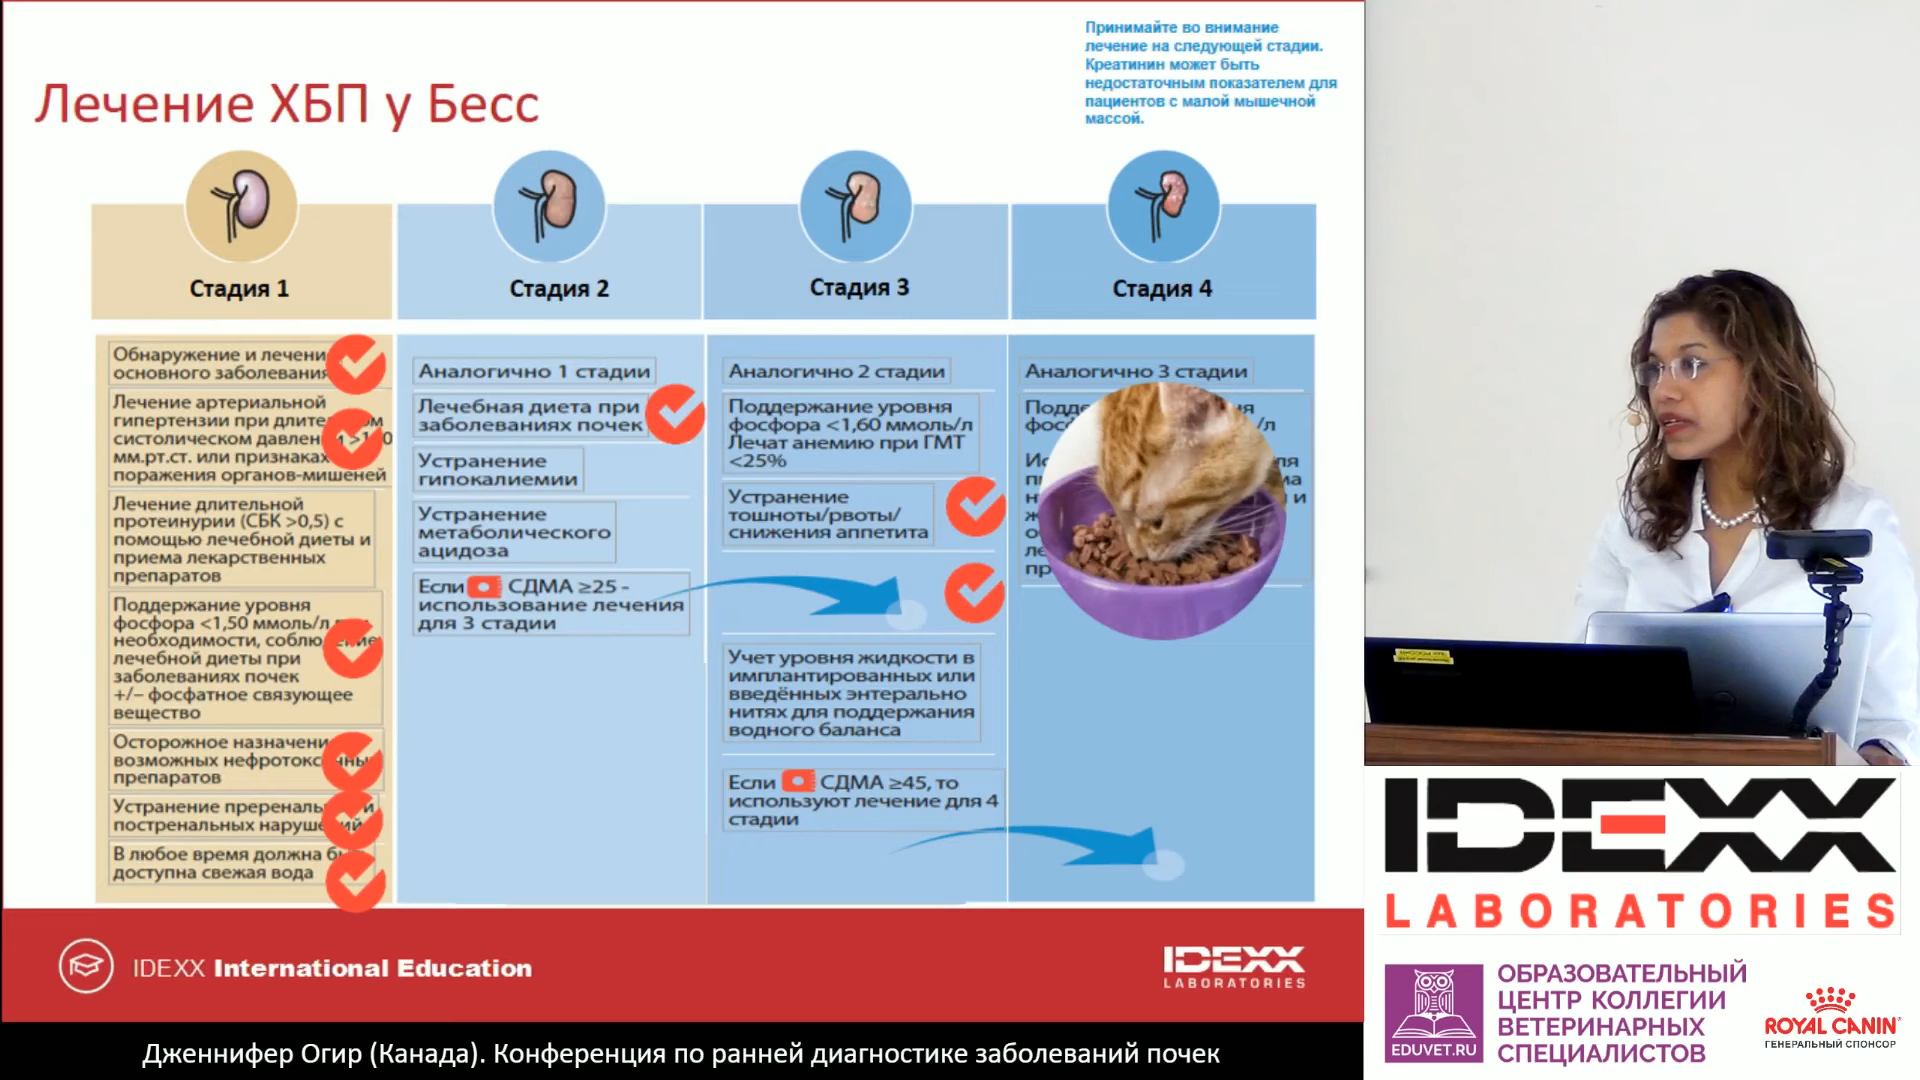 Принимайте во внимание
лечение на следующей стадии.
Креатинин может быть
недостаточным показателем для
пациентов с малой мышечной
массой.
Лечение ХБП у Бесс
Стадия 1
Стадия 2
Стадия 3
Стадия 4
Обнаружение и лечени
основного заболевания
Лечение артериальной
гипертензии при длите ом
систолическом давлен
мм.рт.ст. или признаках
поражения органов-мишеней
Лечение длительной
протеинурии (СБК >0,5) с
помощью лечебной диеты и
приема лекарственных
препаратов
Поддержание уровня
фосфора <1,50 ммоль/л
необходимости, соблю ение
лечебной диеты при
заболеваниях почек
+/– фосфатное связующее
вещество
Осторожное назначени
возможных нефротокс нных
препаратов
Устранение преренальн и
постренальных наруше ий
В любое время должна бы
доступна свежая вода
Аналогично 1 стадии
Лечебная диета при
заболеваниях почек
Устранение
гипокалиемии
Устранение
метаболического
ацидоза
Если СДМА ≥25 -
использование лечения
для 3 стадии
Аналогично 2 стадии
Поддержание уровня
фосфора <1,60 ммоль/л
Лечат анемию при ГМТ
<25%
Устранение
тошноты/рвоты/
снижения аппетита
Учет уровня жидкости в
имплантированных или
введённых энтерально
нитях для поддержания
водного баланса
Если СДМА ≥45, то
используют лечение для 4
стадии
Аналогично 3 стадии
IDEXX International Education
IDEXX
LABORATORIES
Дженнифер Огир (Канада). Конференция по ранней диагностике заболеваний почек
IDEXX
LABORATORIES
EDUVET.RU
ОБРАЗОВАТЕЛЬНЫЙ
ЦЕНТР КОЛЛЕГИИ
ВЕТЕРИНАРНЫХ
СПЕЦИАЛИСТОВ
ROYAL CANIN
ГЕНЕРАЛЬНЫЙ СПОНСОР